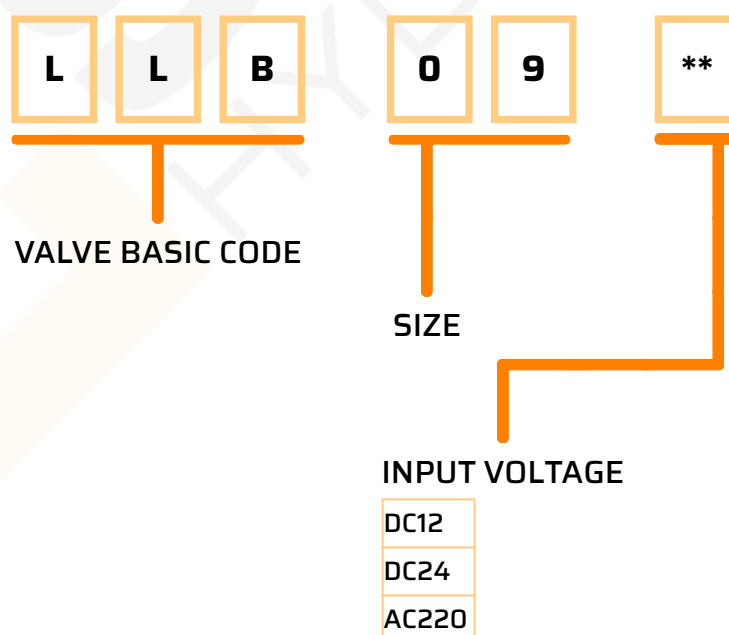 L L B 0 9 **
VALVE BASIC CODE
SIZE
INPUT VOLTAGE
DC12
DC24
AC220